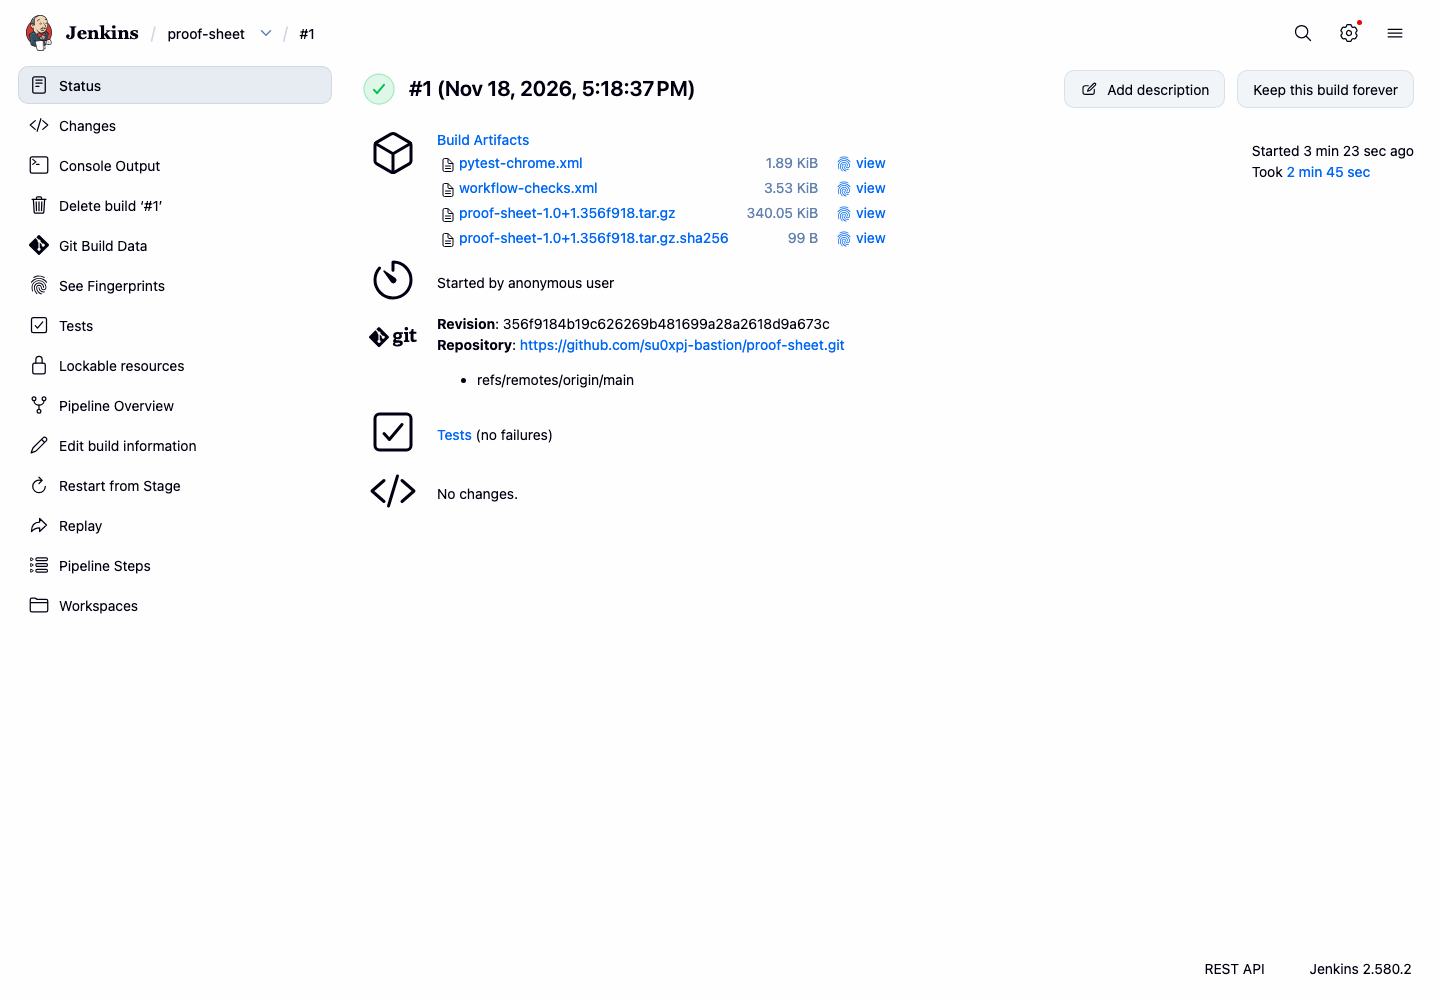 Jenkins / proof-sheet / #1
Status
Changes
Console Output
Delete build ‘#1’
Git Build Data
See Fingerprints
Tests
Lockable resources
Pipeline Overview
Edit build information
Restart from Stage
Replay
Pipeline Steps
Workspaces
#1 (Nov 18, 2026, 5:18:37 PM)
Add description
Keep this build forever
Started 3 min 23 sec ago
Took 2 min 45 sec
Build Artifacts
pytest-chrome.xml 1.89 KiB view
workflow-checks.xml 3.53 KiB view
proof-sheet-1.0+1.356f918.tar.gz 340.05 KiB view
proof-sheet-1.0+1.356f918.tar.gz.sha256 99 B view
Started by anonymous user
git
Revision: 356f9184b19c626269b481699a28a2618d9a673c
Repository: https://github.com/su0xpj-bastion/proof-sheet.git
refs/remotes/origin/main
Tests (no failures)
No changes.
REST API
Jenkins 2.580.2